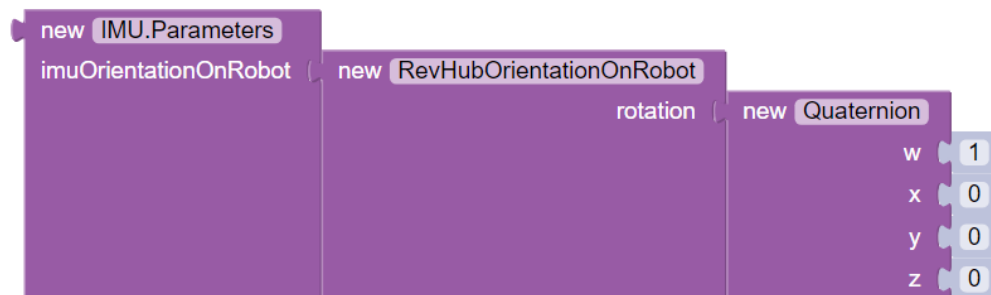 new IMU.Parameters
imuOrientationOnRobot new RevHubOrientationOnRobot
rotation new Quaternion
w 1
x 0
y 0
z 0